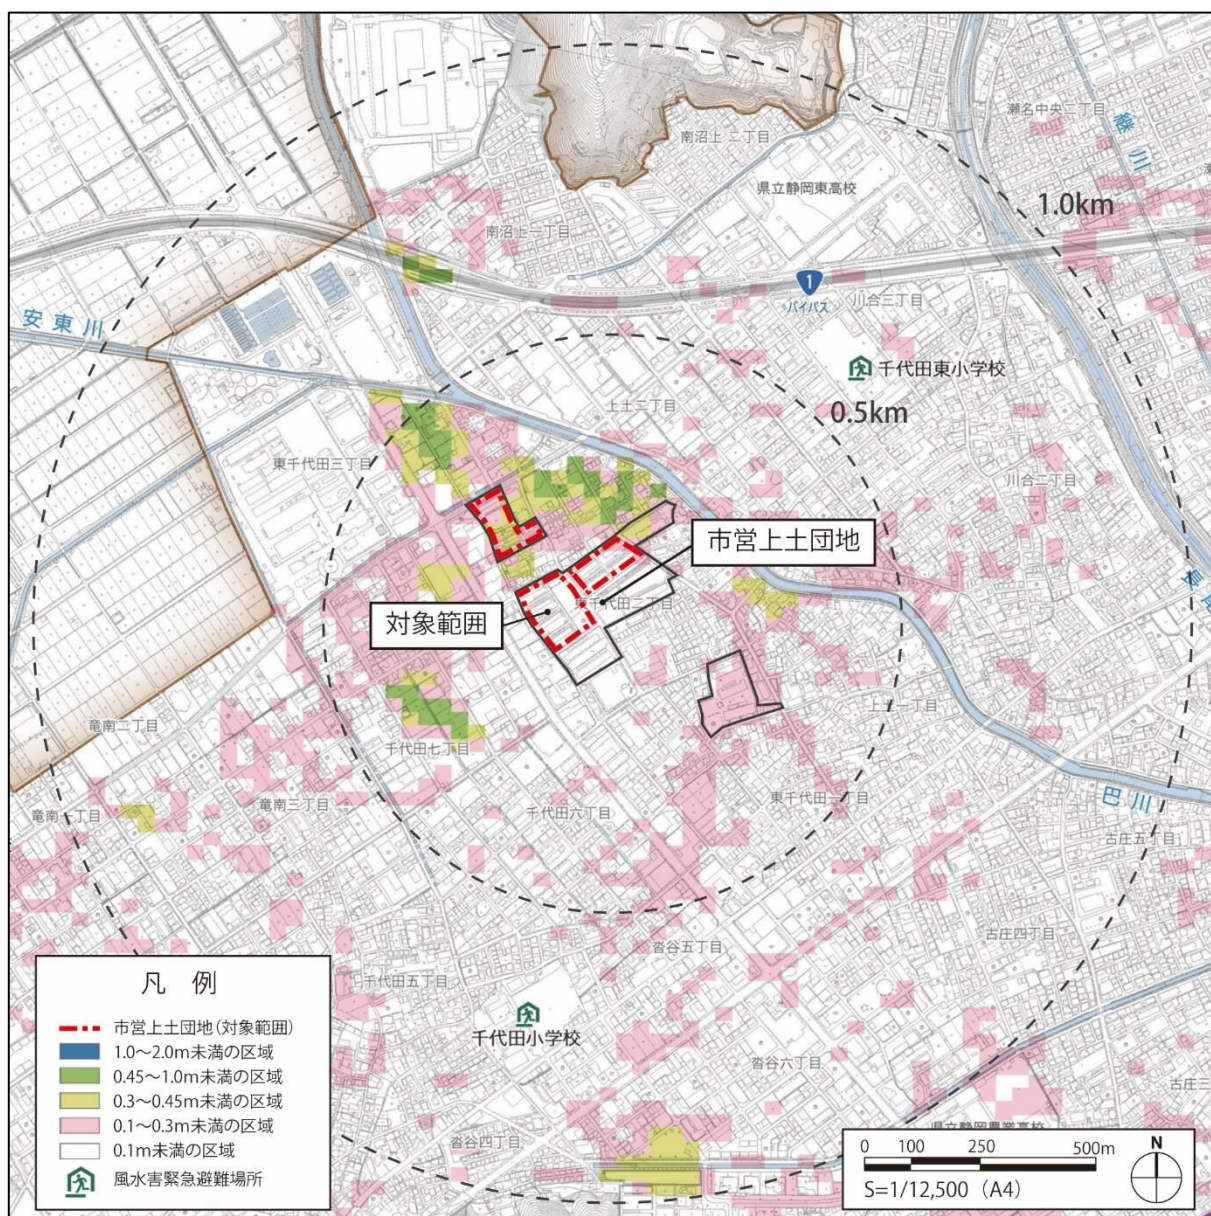 瀬名中央二丁目
南沼上 二丁目
継川
県立静岡東高校
1.0km
南沼上一丁目
1
バイパス
川合三丁目
安東川
千代田東小学校
上土二丁目
0.5km
東千代田三丁目
川合二丁目
市営上土団地
東千代田二丁目
対象範囲
竜南二丁目
上土一丁目
千代田七丁目
巴川
竜南一丁目
竜南三丁目
千代田六丁目
東千代田一丁目
古庄五丁目
沓谷五丁目
古庄四丁目
千代田五丁目
千代田小学校
沓谷六丁目
沓谷四丁目
県立静岡農業高校
凡 例
市営上土団地(対象範囲)
1.0〜2.0m未満の区域
0.45〜1.0m未満の区域
0.3〜0.45m未満の区域
0.1〜0.3m未満の区域
0.1m未満の区域
風水害緊急避難場所
0 100 250 500m
S=1/12,500 (A4)
N